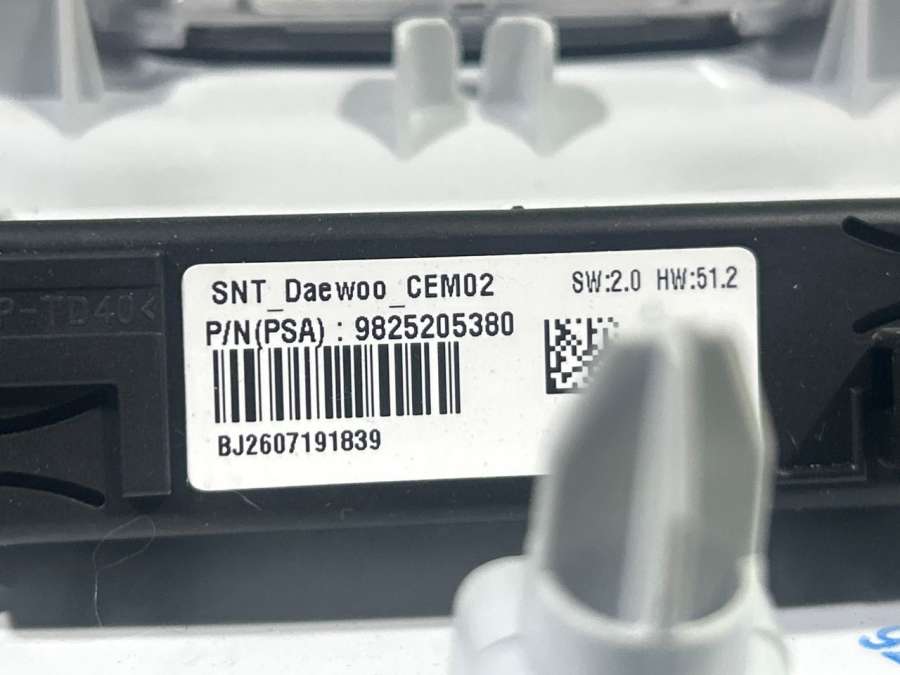 SNT_Daewoo_CEM02
SW:2.0 HW:51.2
P/N(PSA) : 9825205380
BJ2607191839